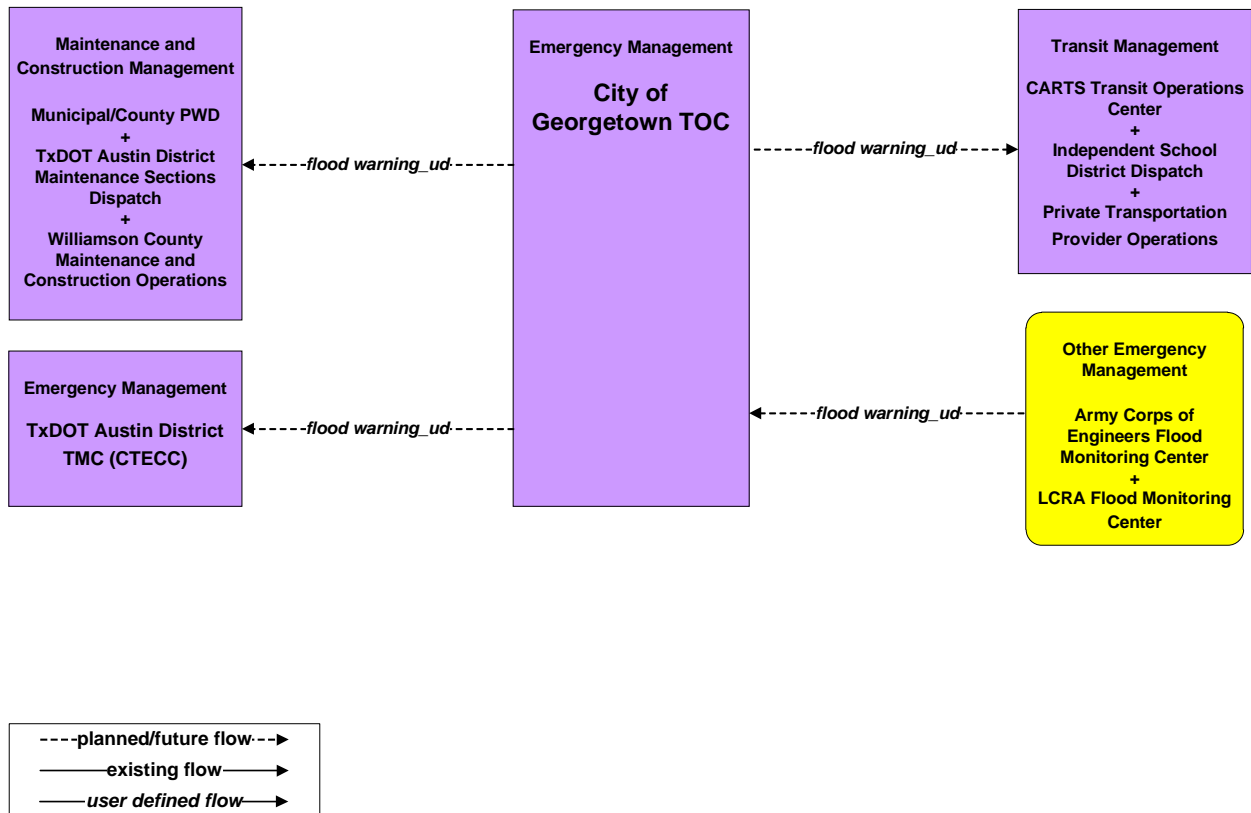 Maintenance and
Construction Management
Municipal/County PWD
+
TxDOT Austin District
Maintenance Sections
Dispatch
+
Williamson County
Maintenance and
Construction Operations
flood warning_ud
Emergency Management
City of
Georgetown TOC
flood warning_ud
Transit Management
CARTS Transit Operations
Center
+
Independent School
District Dispatch
+
Private Transportation
Provider Operations
Emergency Management
TxDOT Austin District
TMC (CTECC)
flood warning_ud
flood warning_ud
Other Emergency
Management
Army Corps of
Engineers Flood
Monitoring Center
+
LCRA Flood Monitoring
Center
planned/future flow
existing flow
user defined flow